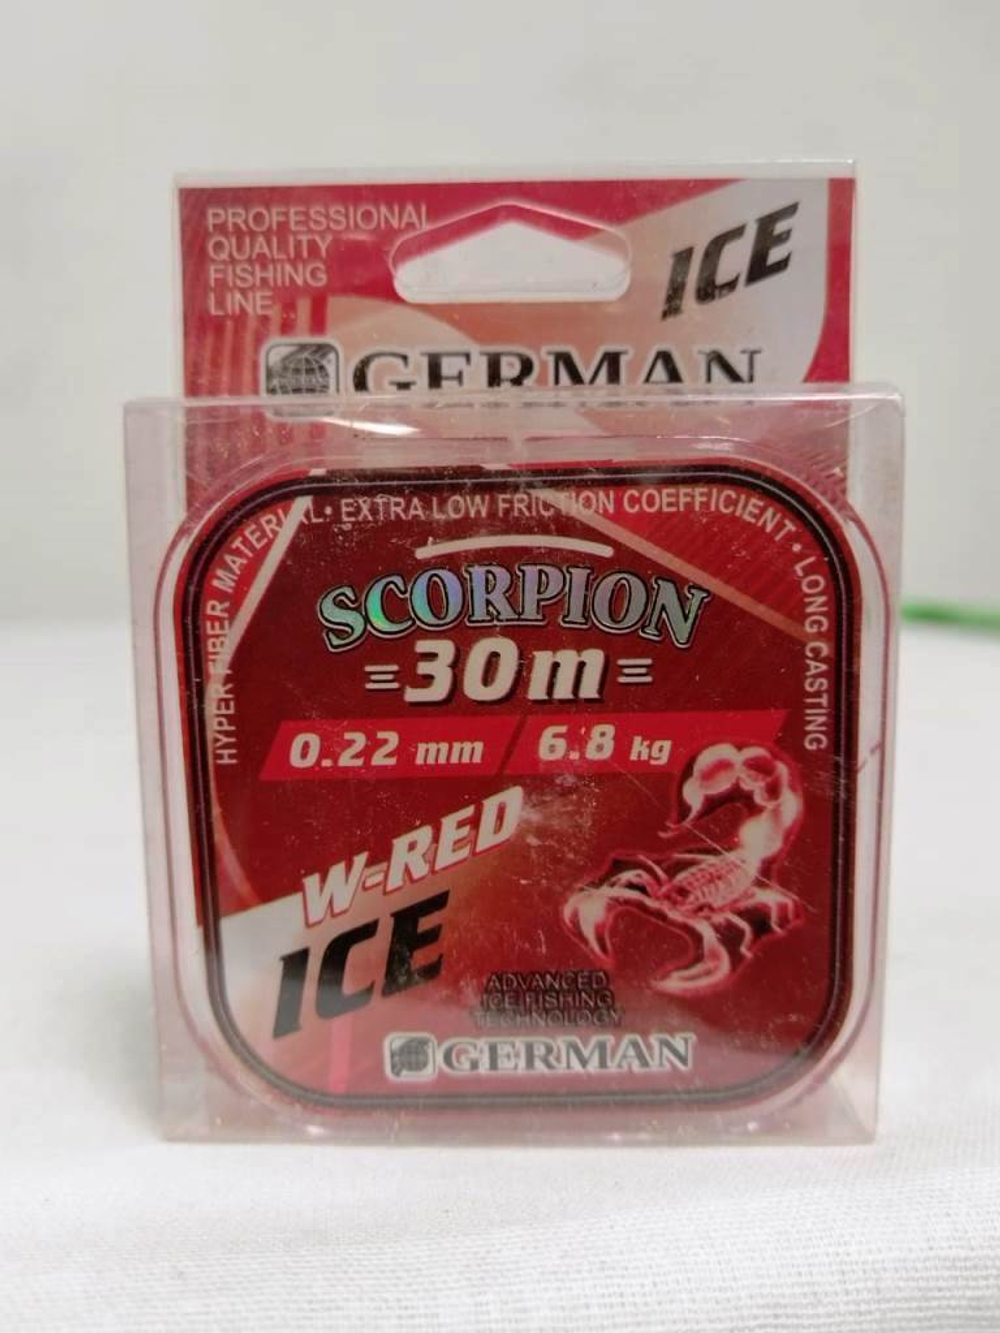 PROFESSIONAL
QUALITY
FISHING
LINE
ICE
GERMAN
HYPER FIBER MATERIAL • EXTRA LOW FRICTION COEFFICIENT • LONG CASTING
SCORPION
30m
0.22 mm 6.8 kg
W-RED
ICE
ADVANCED
ICE FISHING
TECHNOLOGY
GERMAN